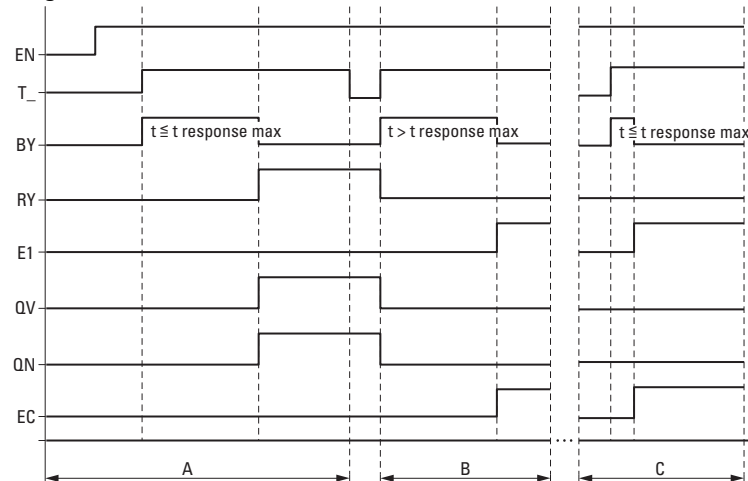 EN
T_
BY
t ≦ t response max
t > t response max
t ≦ t response max
RY
E1
QV
QN
EC
...
A
B
C